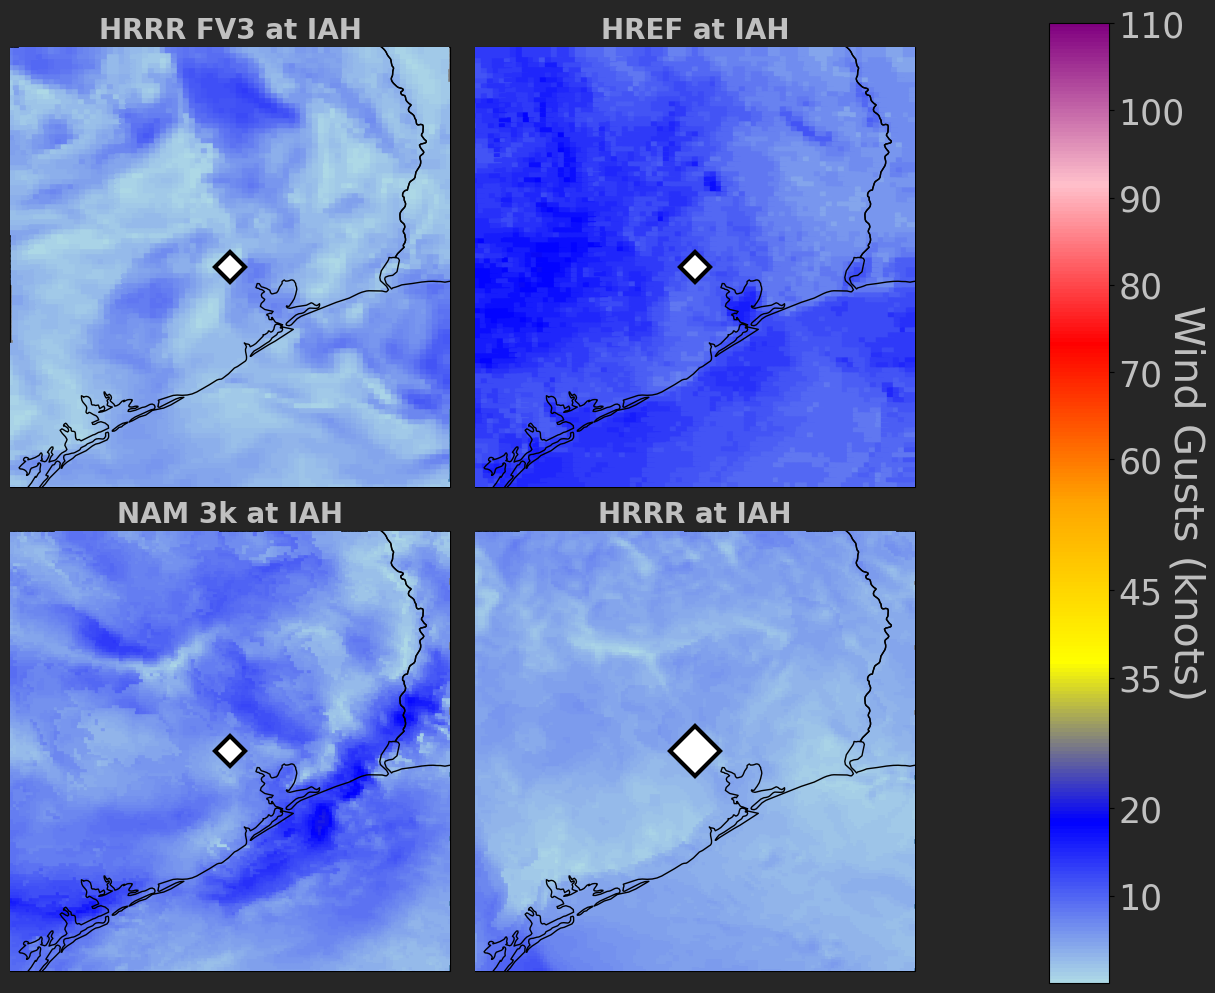 HRRR FV3 at IAH
HREF at IAH
NAM 3k at IAH
HRRR at IAH
110
100
90
80
70
60
45
35
20
10
Wind Gusts (knots)